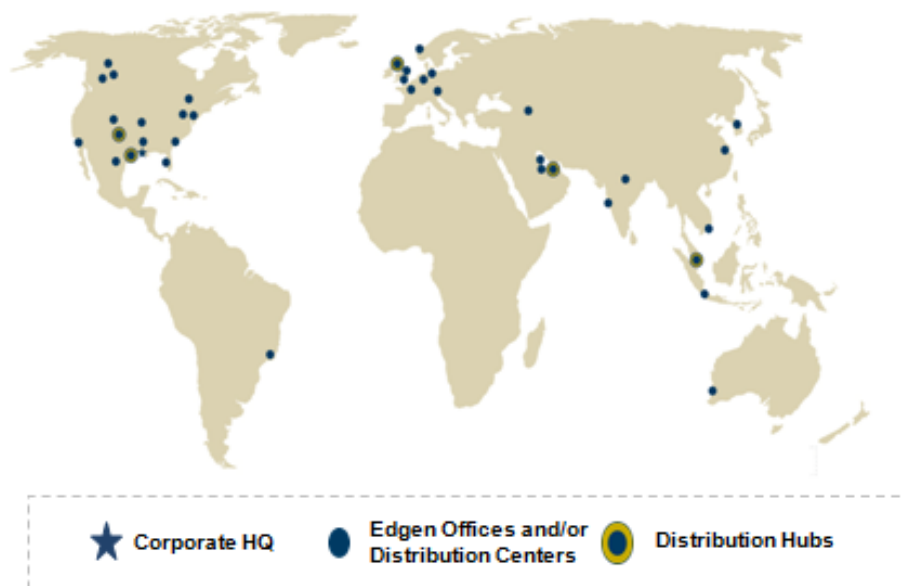 Corporate HQ
Edgen Offices and/or
Distribution Centers
Distribution Hubs